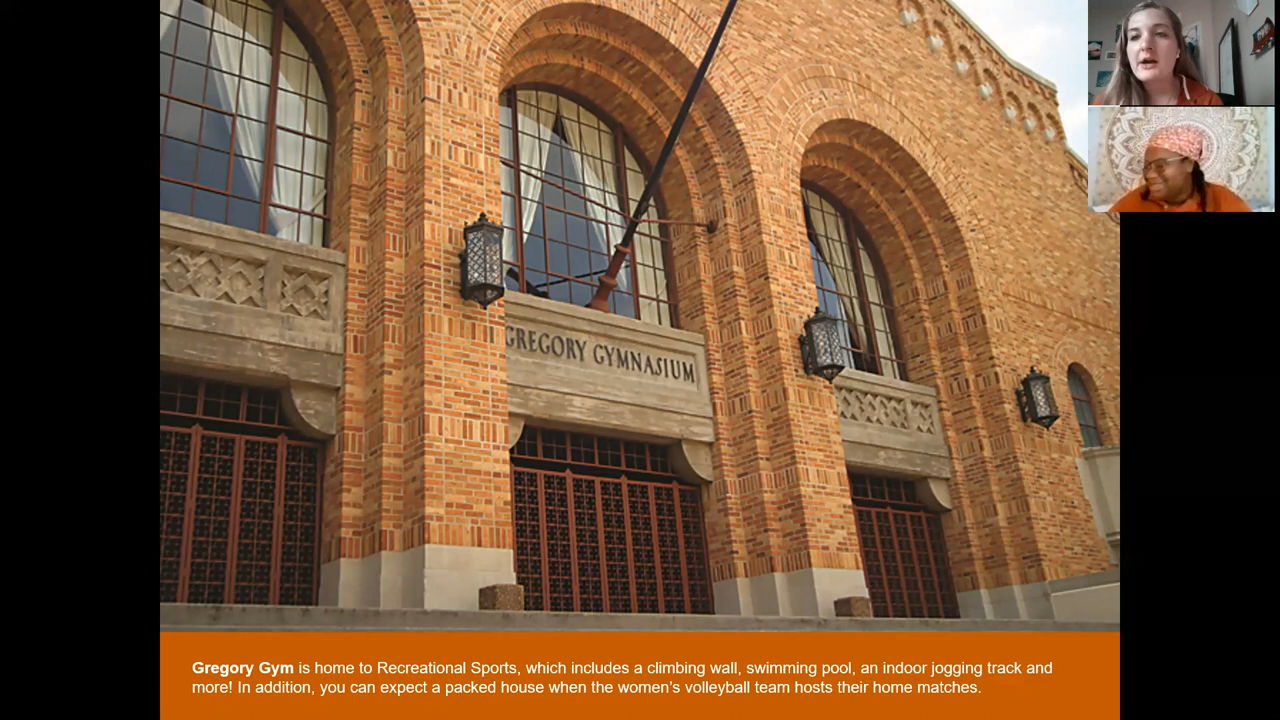 GREGORY GYMNASIUM
Gregory Gym is home to Recreational Sports, which includes a climbing wall, swimming pool, an indoor jogging track and
more! In addition, you can expect a packed house when the women's volleyball team hosts their home matches.